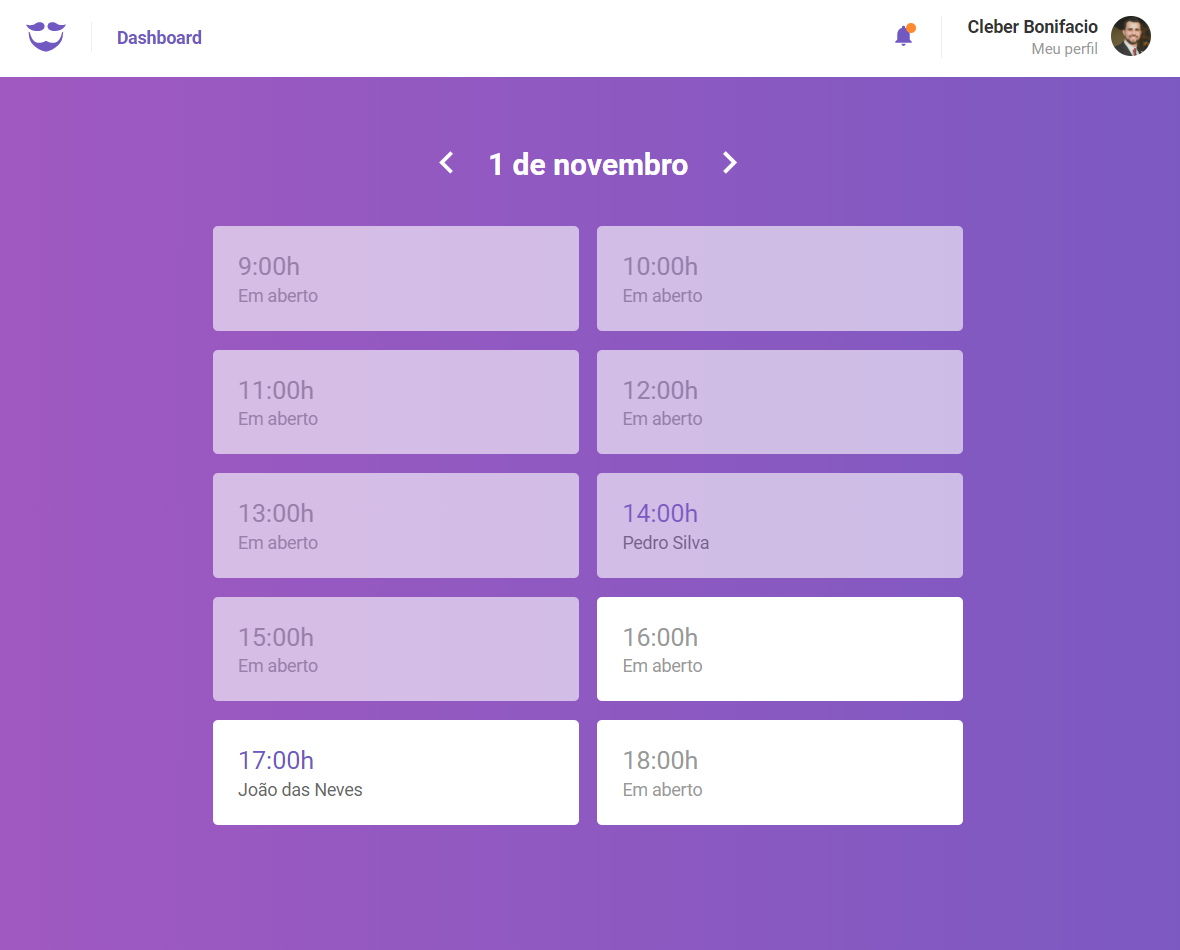 Dashboard
Cleber Bonifacio
Meu perfil
1 de novembro
9:00h
Em aberto
10:00h
Em aberto
11:00h
Em aberto
12:00h
Em aberto
13:00h
Em aberto
14:00h
Pedro Silva
15:00h
Em aberto
16:00h
Em aberto
17:00h
João das Neves
18:00h
Em aberto